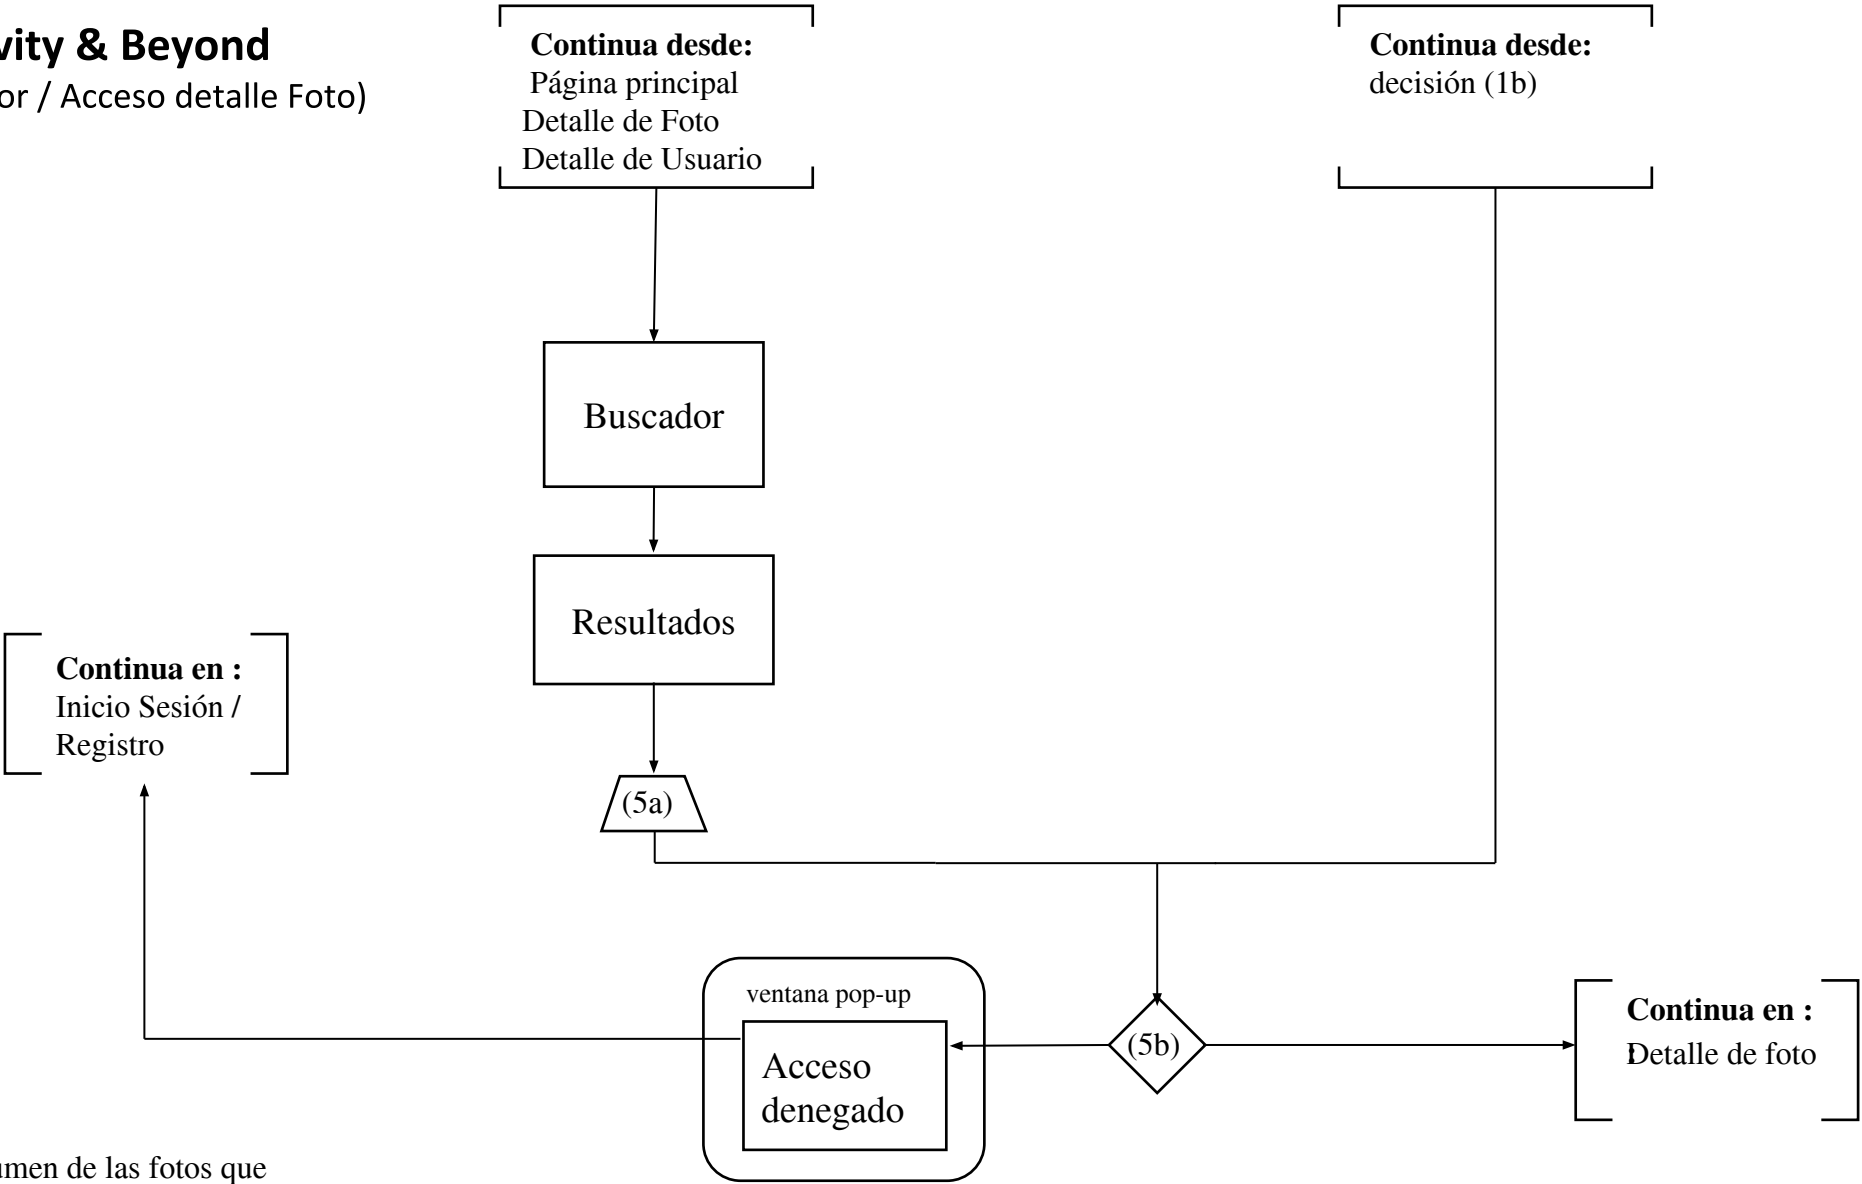 vity & Beyond
or / Acceso detalle Foto)
Continua desde:
Página principal
Detalle de Foto
Detalle de Usuario
Continua desde:
decisión (1b)
Buscador
Resultados
Continua en :
Inicio Sesión /
Registro
(5a)
ventana pop-up
Acceso
denegado
(5b)
Continua en :
Detalle de foto
umen de las fotos que